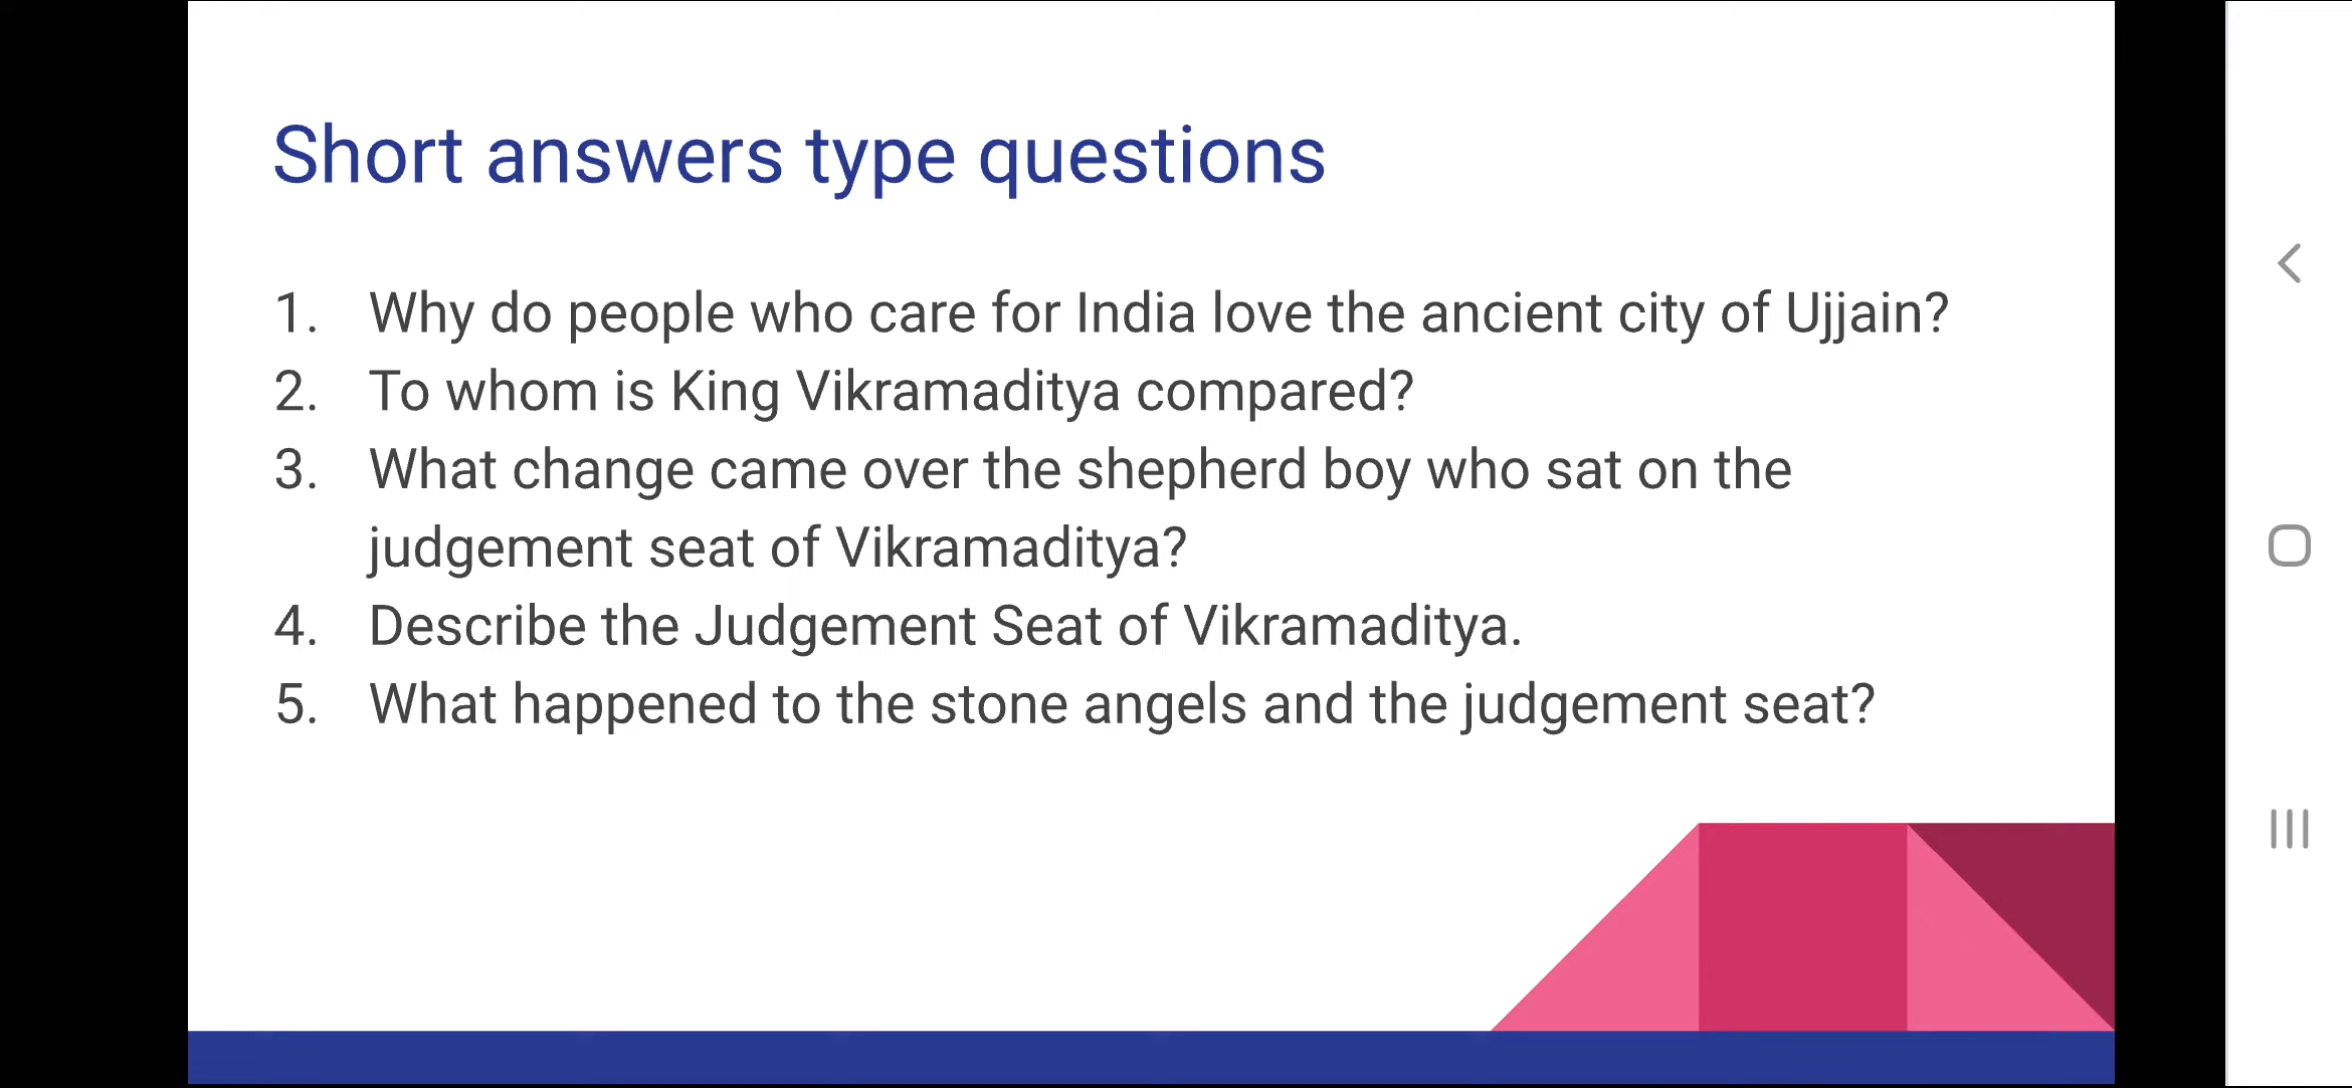 Short answers type questions
1. Why do people who care for India love the ancient city of Ujjain?
2. To whom is King Vikramaditya compared?
3. What change came over the shepherd boy who sat on the
judgement seat of Vikramaditya?
4. Describe the Judgement Seat of Vikramaditya.
5. What happened to the stone angels and the judgement seat?